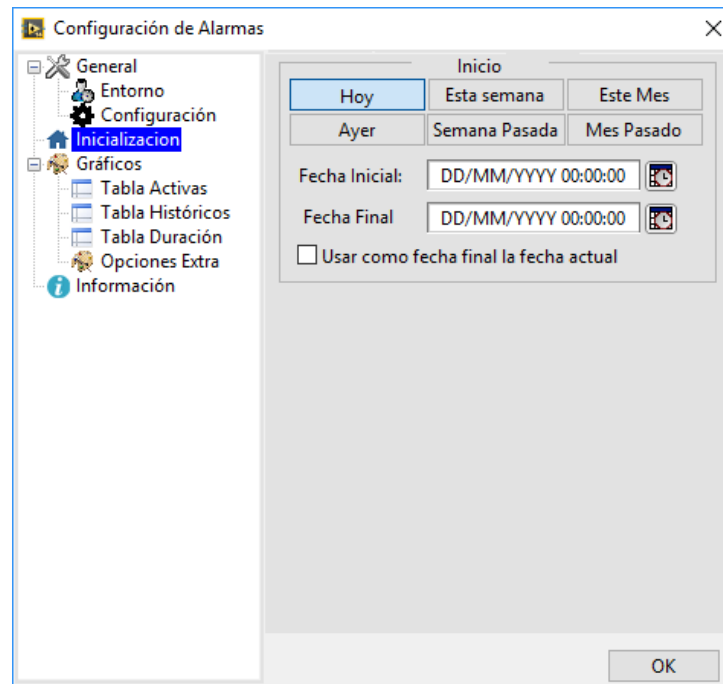 Configuración de Alarmas
General
Entorno
Configuración
Inicializacion
Gráficos
Tabla Activas
Tabla Históricos
Tabla Duración
Opciones Extra
Información
Inicio
Hoy Esta semana Este Mes
Ayer Semana Pasada Mes Pasado
Fecha Inicial: DD/MM/YYYY 00:00:00
Fecha Final DD/MM/YYYY 00:00:00
Usar como fecha final la fecha actual
OK